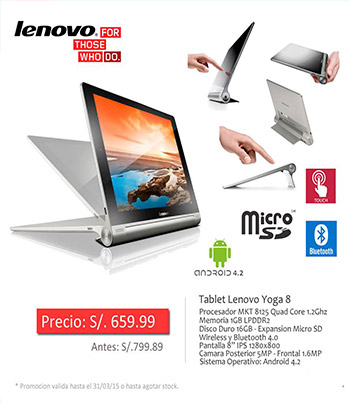 lenovo. FOR
THOSE
WHO DO.
TOUCH
micro
SD
Bluetooth
ANDROID 4.2
Precio: S/. 659.99
Antes: S/.799.89
Tablet Lenovo Yoga 8
Procesador MKT 8125 Quad Core 1.2Ghz
Memoria 1GB LPDDR2
Disco Duro 16GB - Expansion Micro SD
Wireless y Bluetooth 4.0
Pantalla 8" IPS 1280x800
Camara Posterior 5MP - Frontal 1.6MP
Sistema Operativo: Android 4.2
* Promocion valida hasta el 31/03/15 o hasta agotar stock.